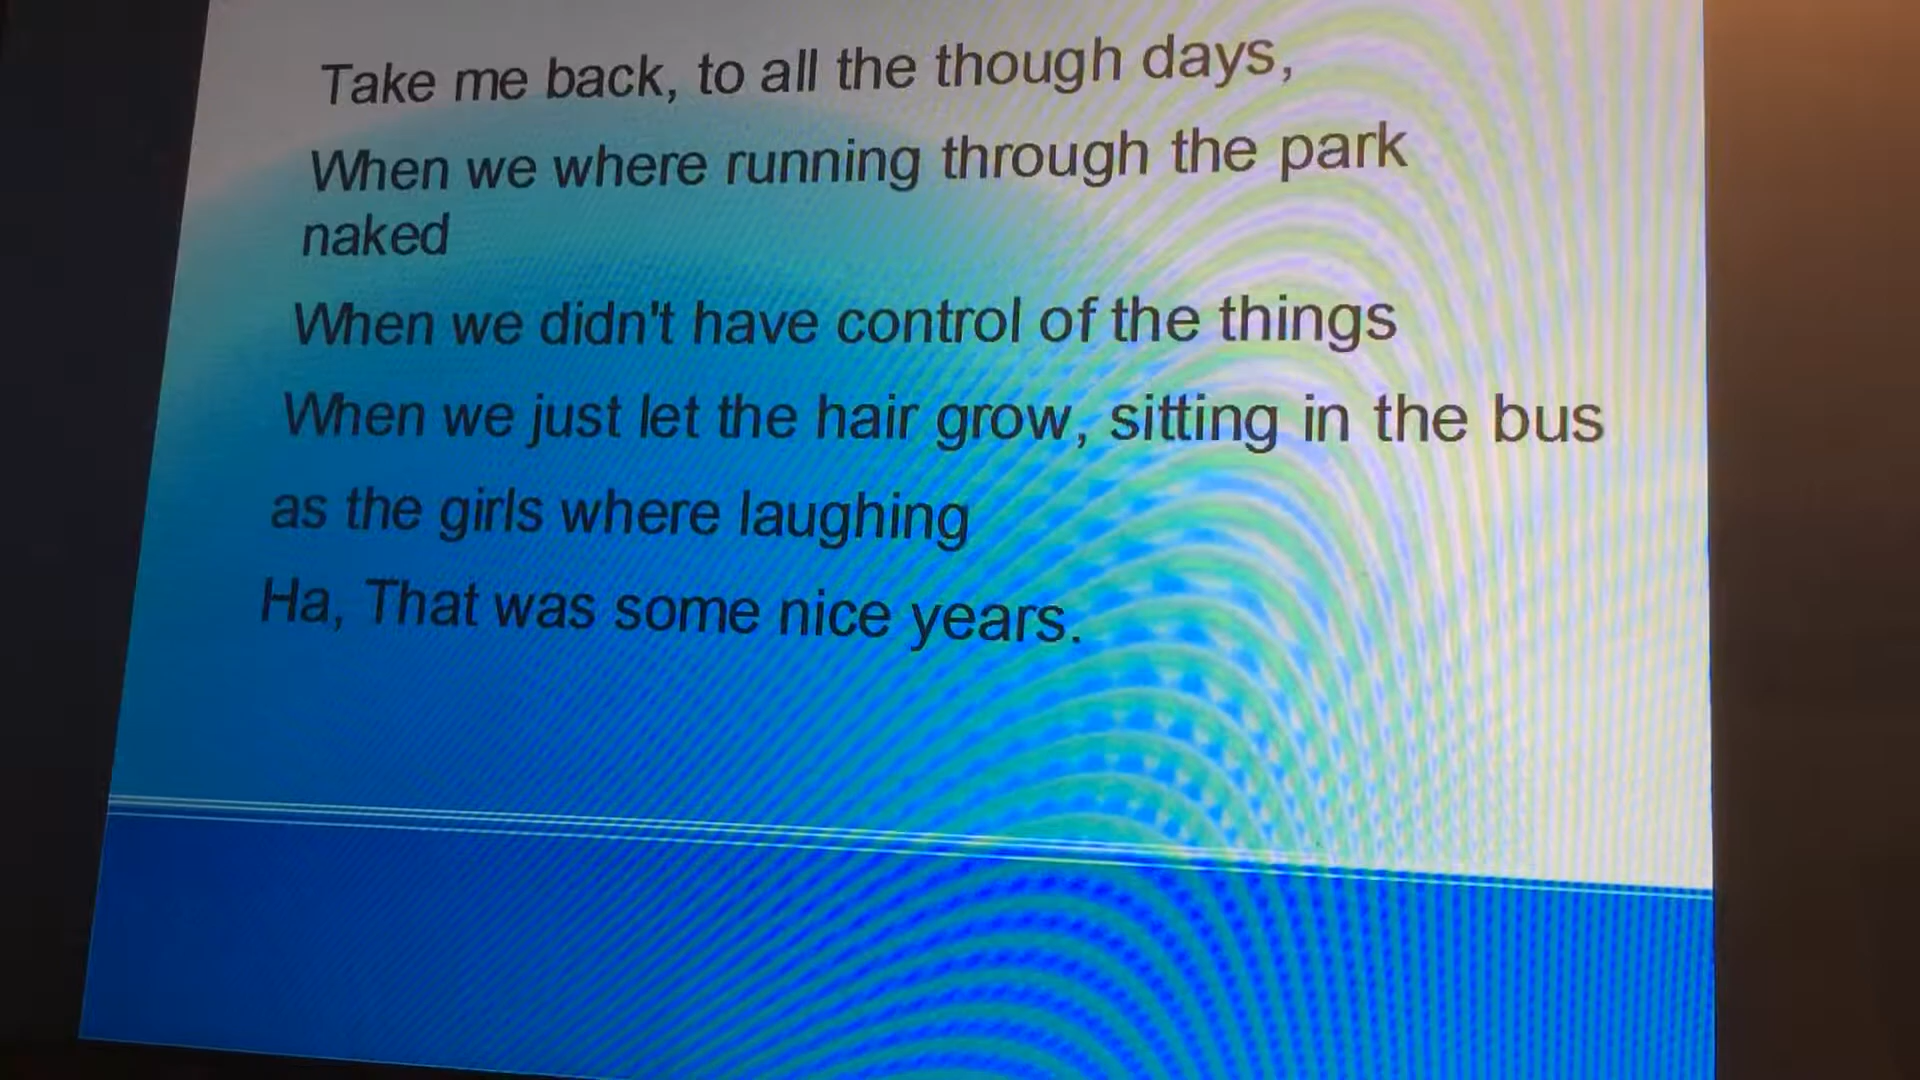 Take me back, to all the though days,
When we where running through the park
naked
When we didn't have control of the things
When we just let the hair grow, sitting in the bus
as the girls where laughing
Ha, That was some nice years.